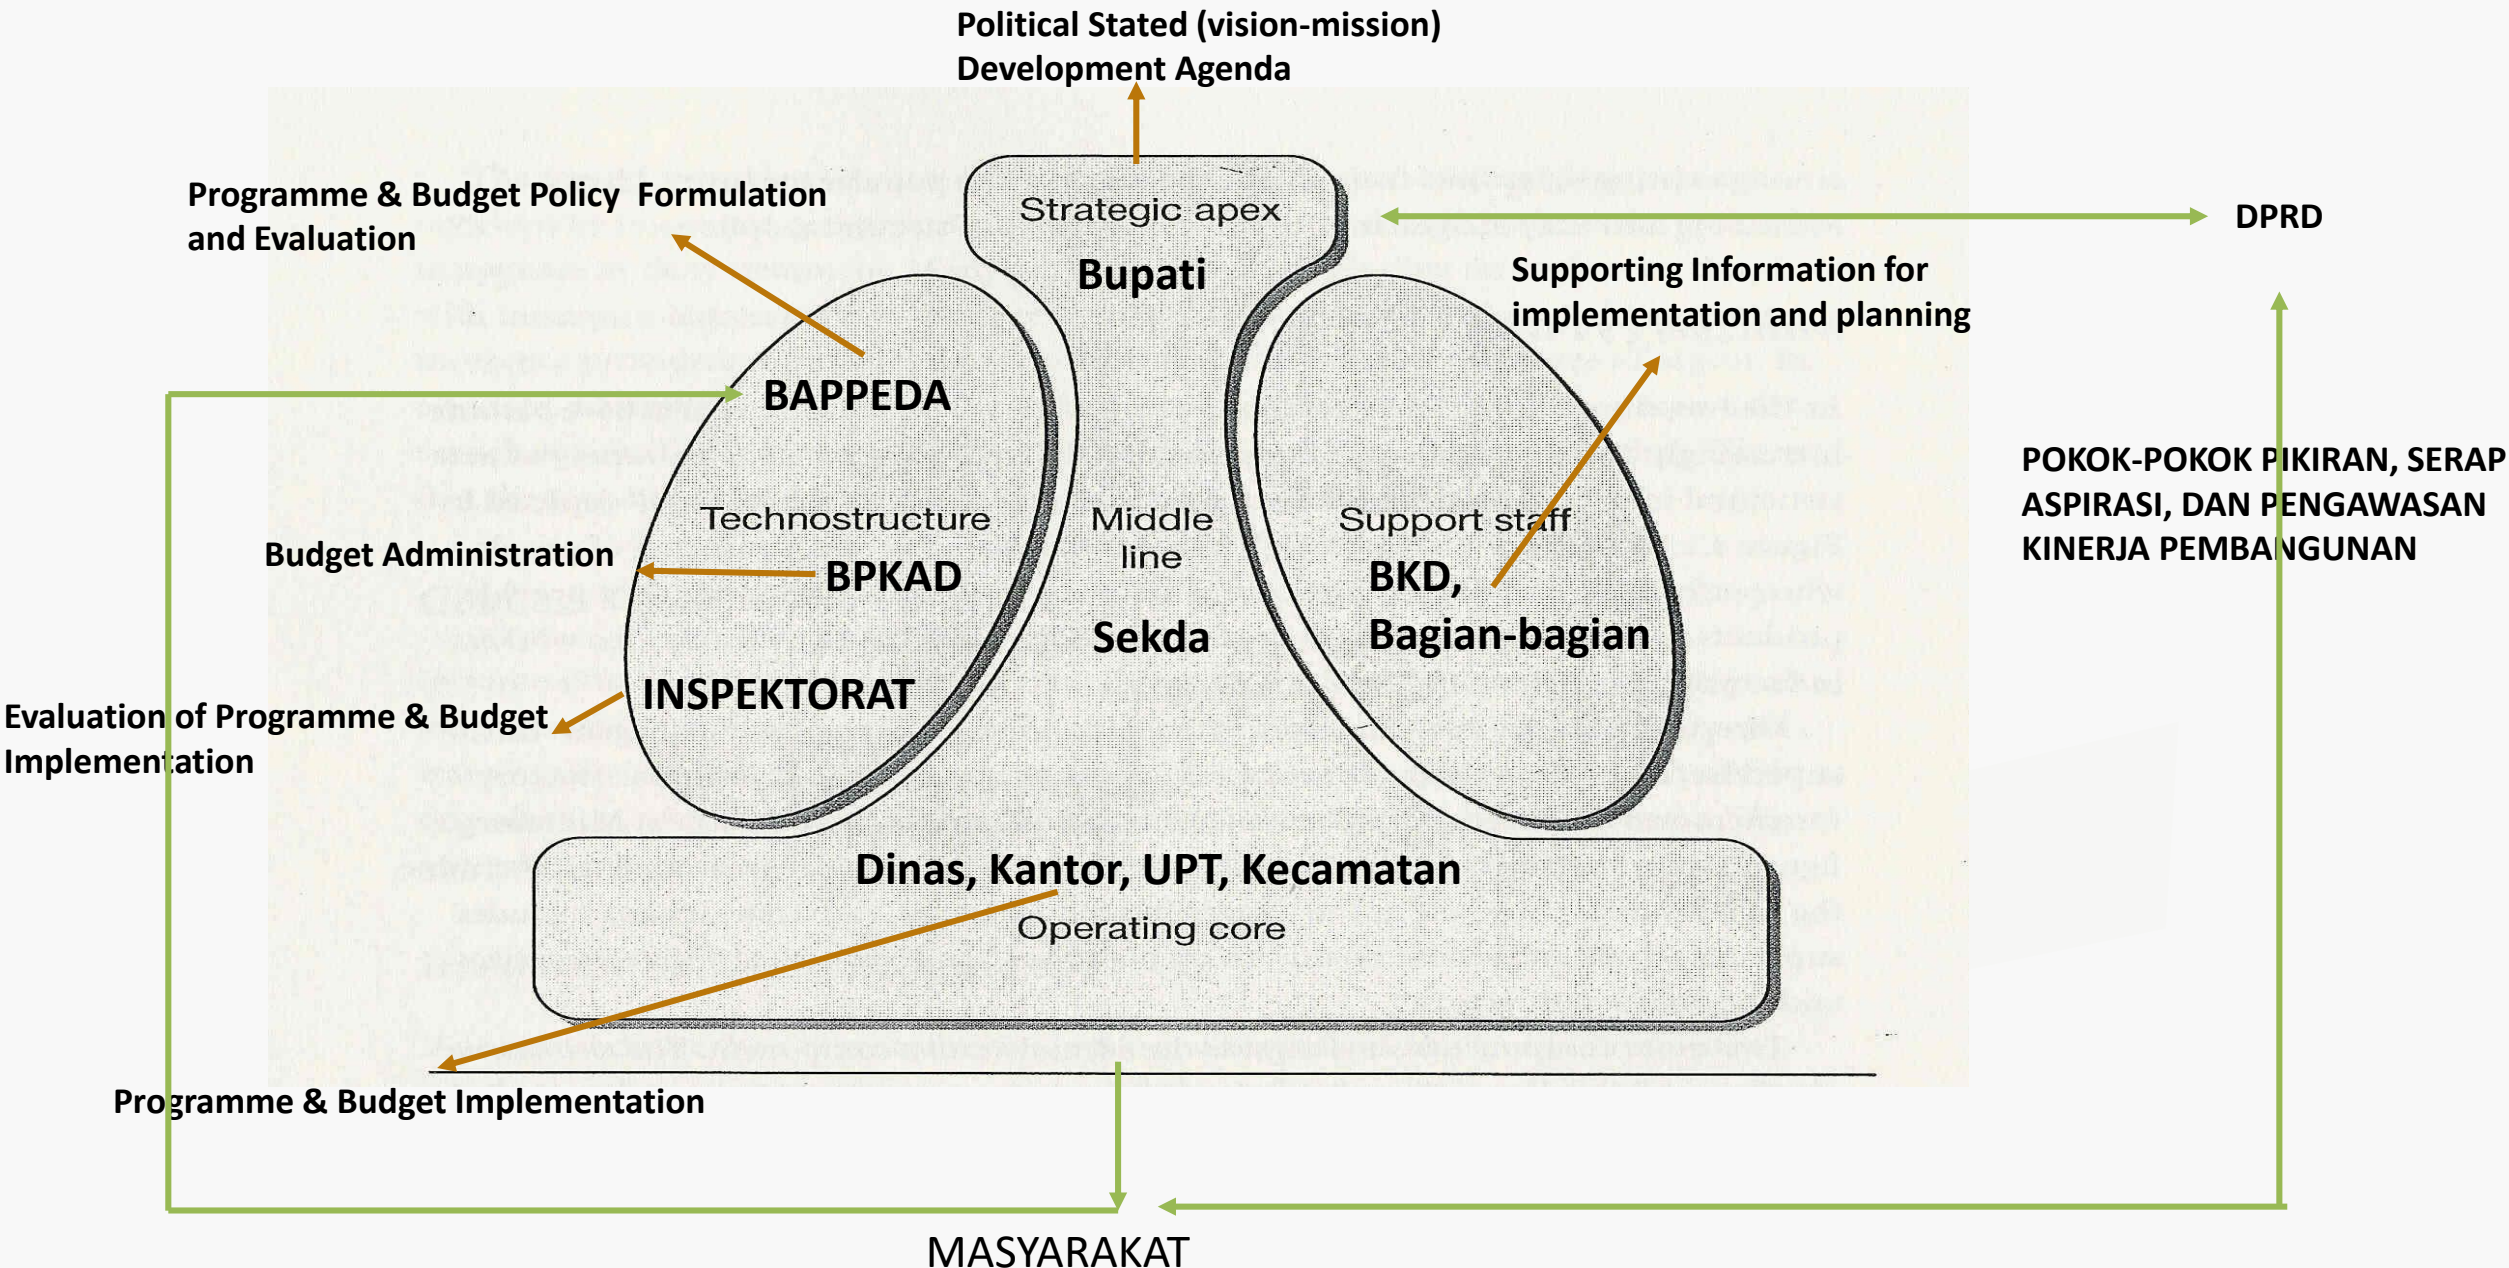 Political Stated (vision-mission)
Development Agenda
Programme & Budget Policy Formulation
and Evaluation
Strategic apex
Bupati
DPRD
Supporting Information for
implementation and planning
BAPPEDA
POKOK-POKOK PIKIRAN, SERAP
ASPIRASI, DAN PENGAWASAN
KINERJA PEMBANGUNAN
Technostructure
Middle
line
Support staff
Budget Administration
BPKAD
BKD,
Bagian-bagian
Sekda
INSPEKTORAT
Evaluation of Programme & Budget
Implementation
Dinas, Kantor, UPT, Kecamatan
Operating core
Programme & Budget Implementation
MASYARAKAT